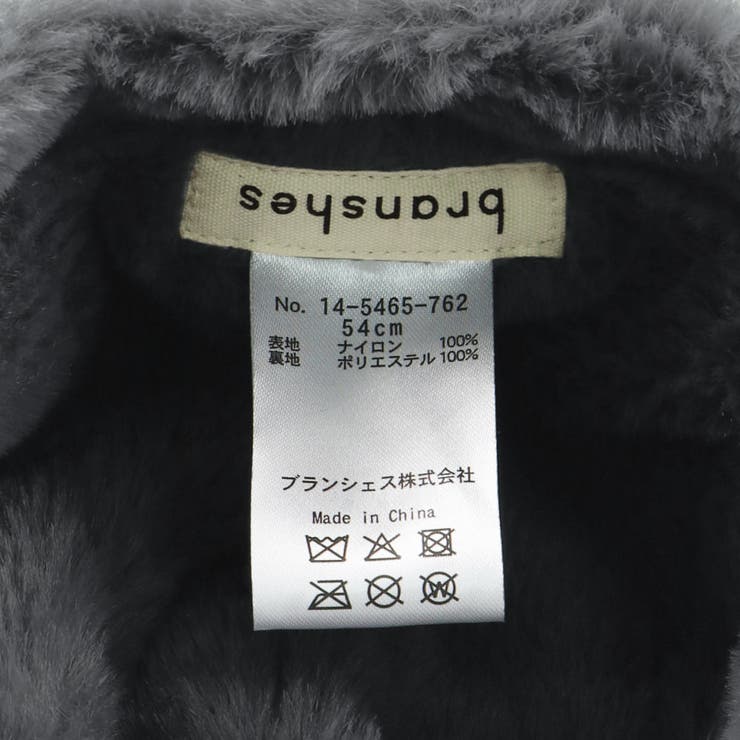 branshes
No. 14-5465-762
54cm
表地 ナイロン 100%
裏地 ポリエステル 100%
ブランシェス株式会社
Made in China
W